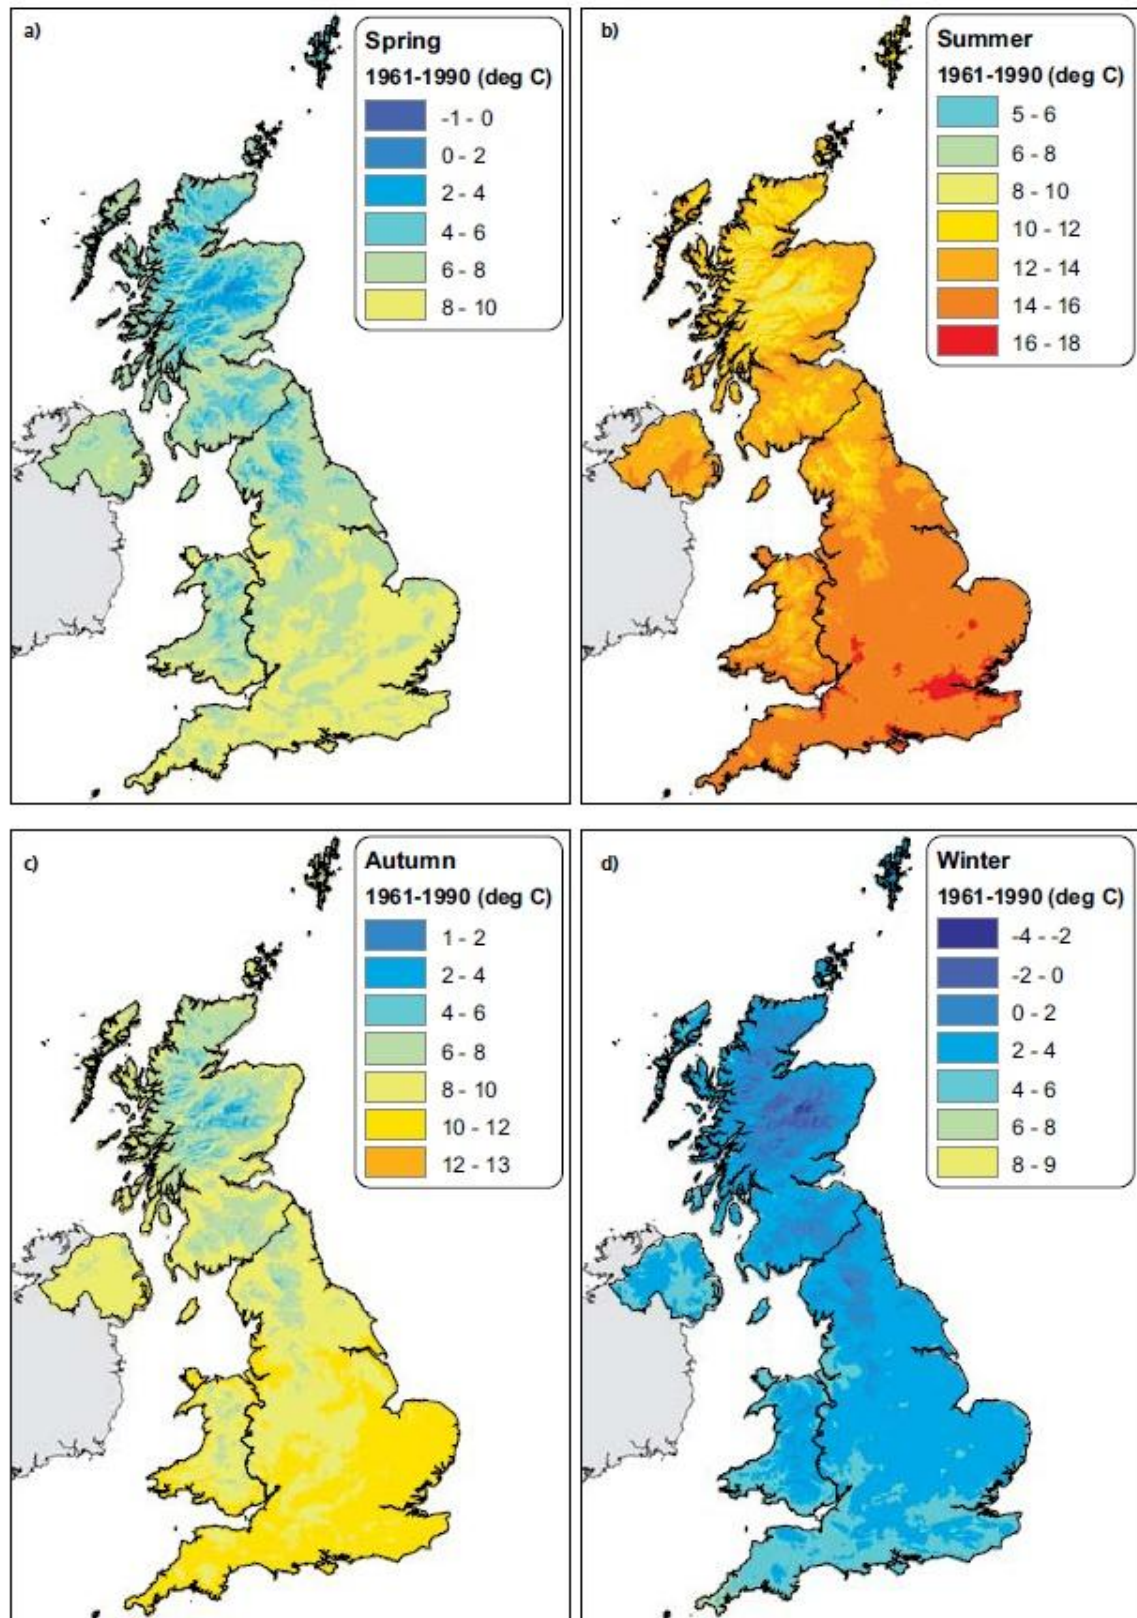 a)
Spring
1961-1990 (deg C)
-1 - 0
0 - 2
2 - 4
4 - 6
6 - 8
8 - 10
b)
Summer
1961-1990 (deg C)
5 - 6
6 - 8
8 - 10
10 - 12
12 - 14
14 - 16
16 - 18
c)
Autumn
1961-1990 (deg C)
1 - 2
2 - 4
4 - 6
6 - 8
8 - 10
10 - 12
12 - 13
d)
Winter
1961-1990 (deg C)
-4 - -2
-2 - 0
0 - 2
2 - 4
4 - 6
6 - 8
8 - 9